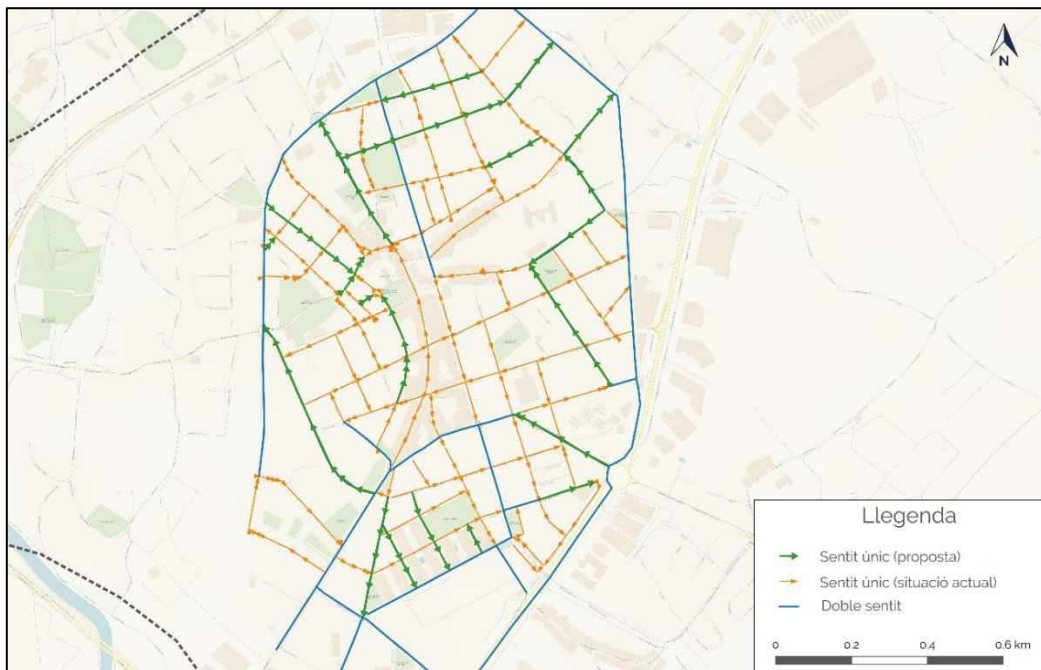 N
Llegenda
Sentit únic (proposta)
Sentit únic (situació actual)
Doble sentit
0 0.2 0.4 0.6 km